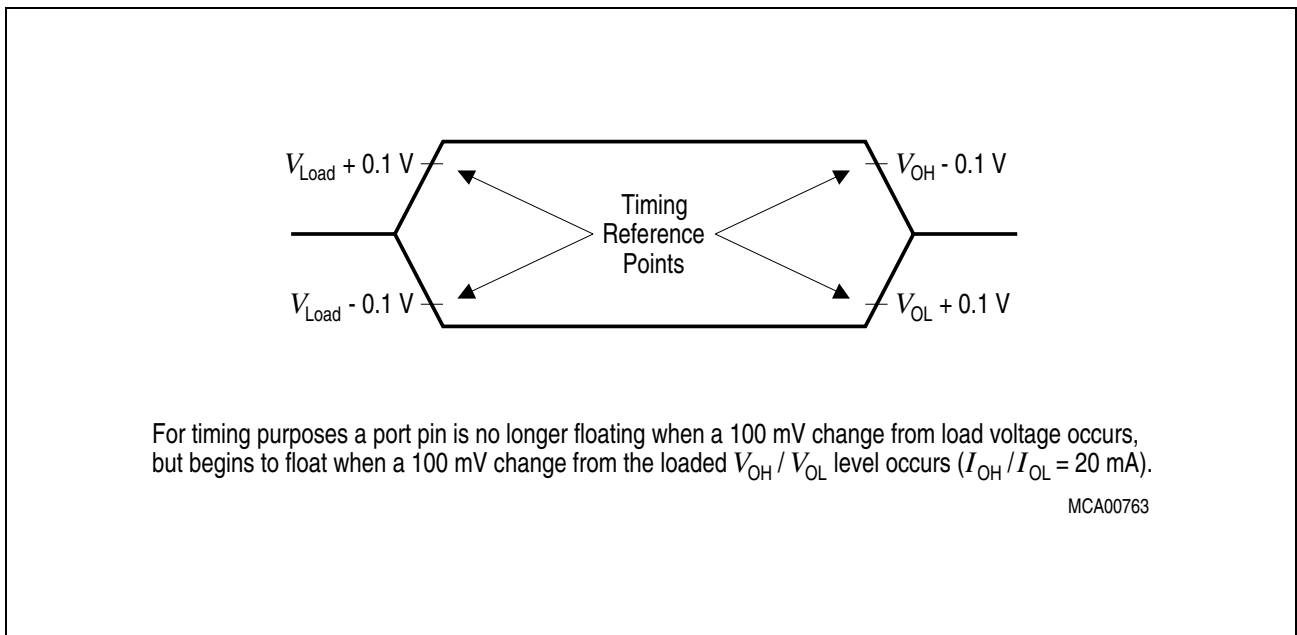 V_Load + 0.1 V
V_OH - 0.1 V
Timing
Reference
Points
V_Load - 0.1 V
V_OL + 0.1 V
For timing purposes a port pin is no longer floating when a 100 mV change from load voltage occurs,
but begins to float when a 100 mV change from the loaded V_OH / V_OL level occurs (I_OH / I_OL = 20 mA).
MCA00763